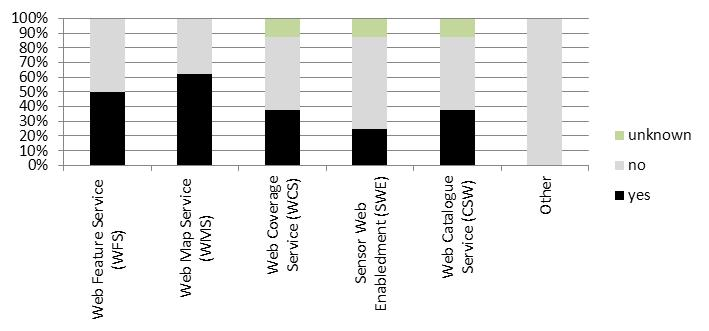 100%
90%
80%
70%
60%
50%
40%
30%
20%
10%
0%
Web Feature Service
(WFS)
Web Map Service
(WMS)
Web Coverage
Service (WCS)
Sensor Web
Enabledment (SWE)
Web Catalogue
Service (CSW)
Other
unknown
no
yes